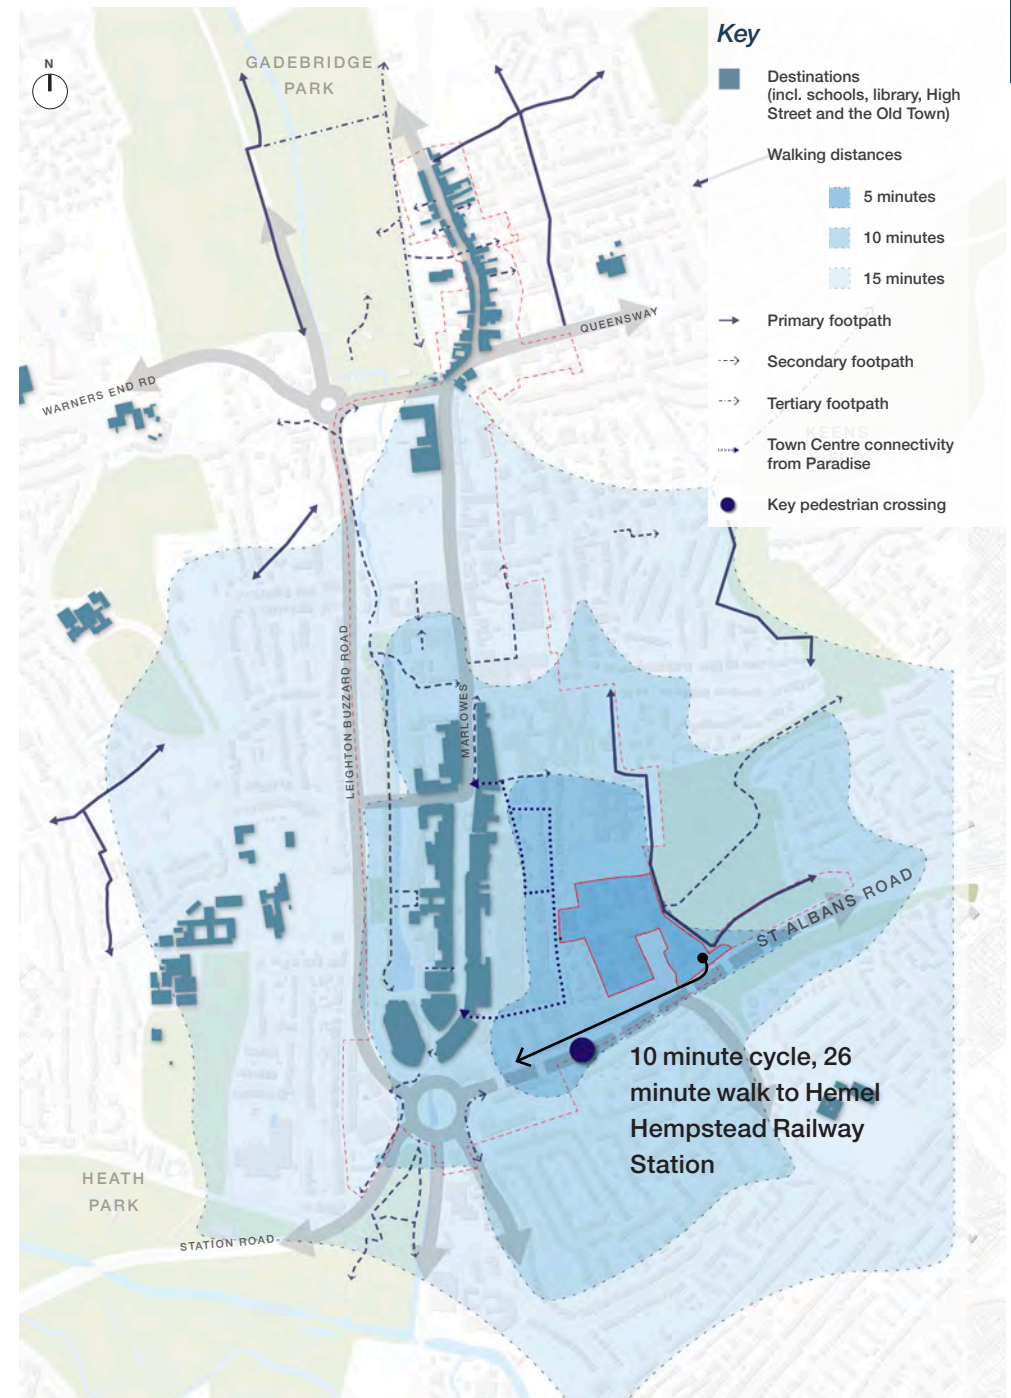 Key
N
GADEBRIDGE
PARK
Destinations
(incl. schools, library, High
Street and the Old Town)
Walking distances
5 minutes
10 minutes
15 minutes
Primary footpath
Secondary footpath
Tertiary footpath
Town Centre connectivity
from Paradise
Key pedestrian crossing
KEENS
QUEENSWAY
WARNERS END RD
LEIGHTON BUZZARD ROAD
MARLOWES
ST ALBANS ROAD
10 minute cycle, 26
minute walk to Hemel
Hempstead Railway
Station
HEATH
PARK
STATION ROAD